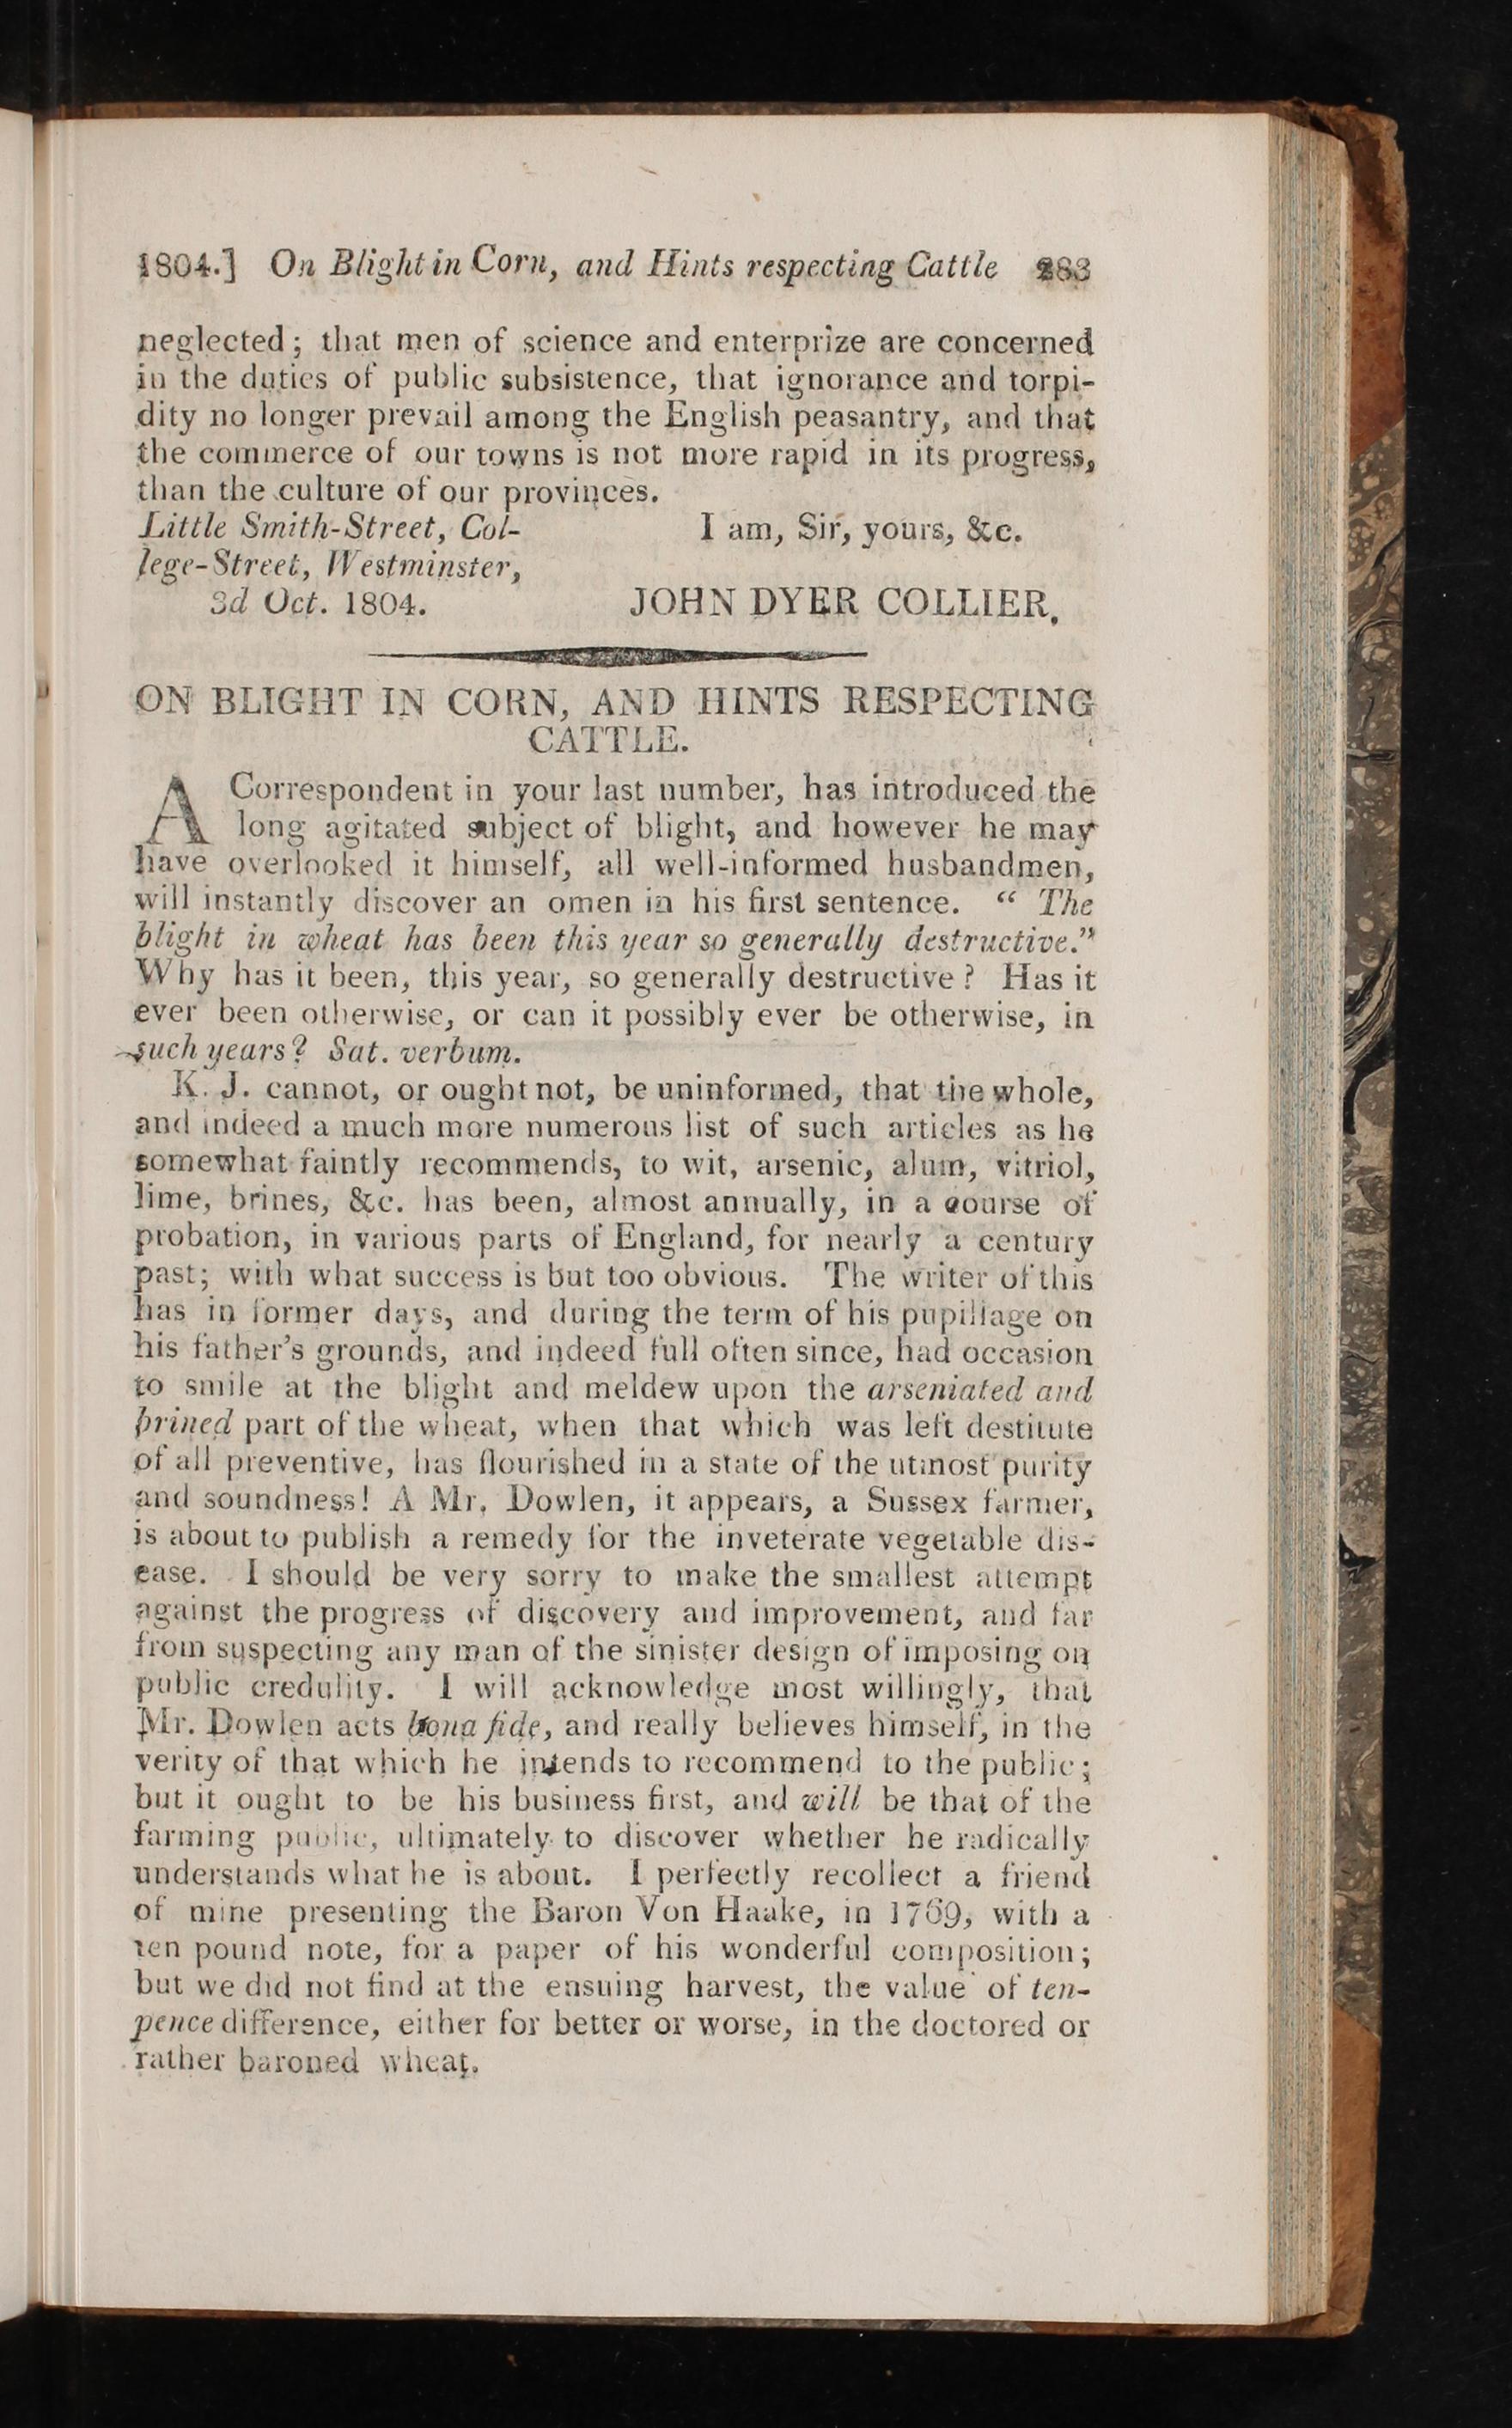 1804.] On Blight in Corn, and Hints respecting Cattle 283
neglected; that men of science and enterprize are concerned
in the duties of public subsistence, that ignorance and torpi-
dity no longer prevail among the English peasantry, and that
the commerce of our towns is not more rapid in its progress,
than the culture of our provinces.
Little Smith-Street, Col- I am, Sir, yours, &c.
lege-Street, Westminster,
3d Oct. 1804. JOHN DYER COLLIER.
ON BLIGHT IN CORN, AND HINTS RESPECTING
CATTLE.
A Correspondent in your last number, has introduced the
long agitated subject of blight, and however he may
have overlooked it himself, all well-informed husbandmen,
will instantly discover an omen in his first sentence. “ The
blight in wheat has been this year so generally destructive.”
Why has it been, this year, so generally destructive? Has it
ever been otherwise, or can it possibly ever be otherwise, in
such years? Sat. verbum.
K. J. cannot, or ought not, be uninformed, that the whole,
and indeed a much more numerous list of such articles as he
somewhat faintly recommends, to wit, arsenic, alum, vitriol,
lime, brines, &c. has been, almost annually, in a course of
probation, in various parts of England, for nearly a century
past; with what success is but too obvious. The writer of this
has in former days, and during the term of his pupillage on
his father's grounds, and indeed full often since, had occasion
to smile at the blight and meldew upon the arseniated and
brined part of the wheat, when that which was left destitute
of all preventive, has flourished in a state of the utmost purity
and soundness! A Mr. Dowlen, it appears, a Sussex farmer,
is about to publish a remedy for the inveterate vegetable dis-
ease. I should be very sorry to make the smallest attempt
against the progress of discovery and improvement, and far
from suspecting any man of the sinister design of imposing on
public credulity. I will acknowledge most willingly, that
Mr. Dowlen acts bona fide, and really believes himself, in the
verity of that which he intends to recommend to the public;
but it ought to be his business first, and will be that of the
farming public, ultimately to discover whether he radically
understands what he is about. I perfectly recollect a friend
of mine presenting the Baron Von Haake, in 1769, with a
ten pound note, for a paper of his wonderful composition;
but we did not find at the ensuing harvest, the value of ten-
pence difference, either for better or worse, in the doctored or
rather baroned wheat.